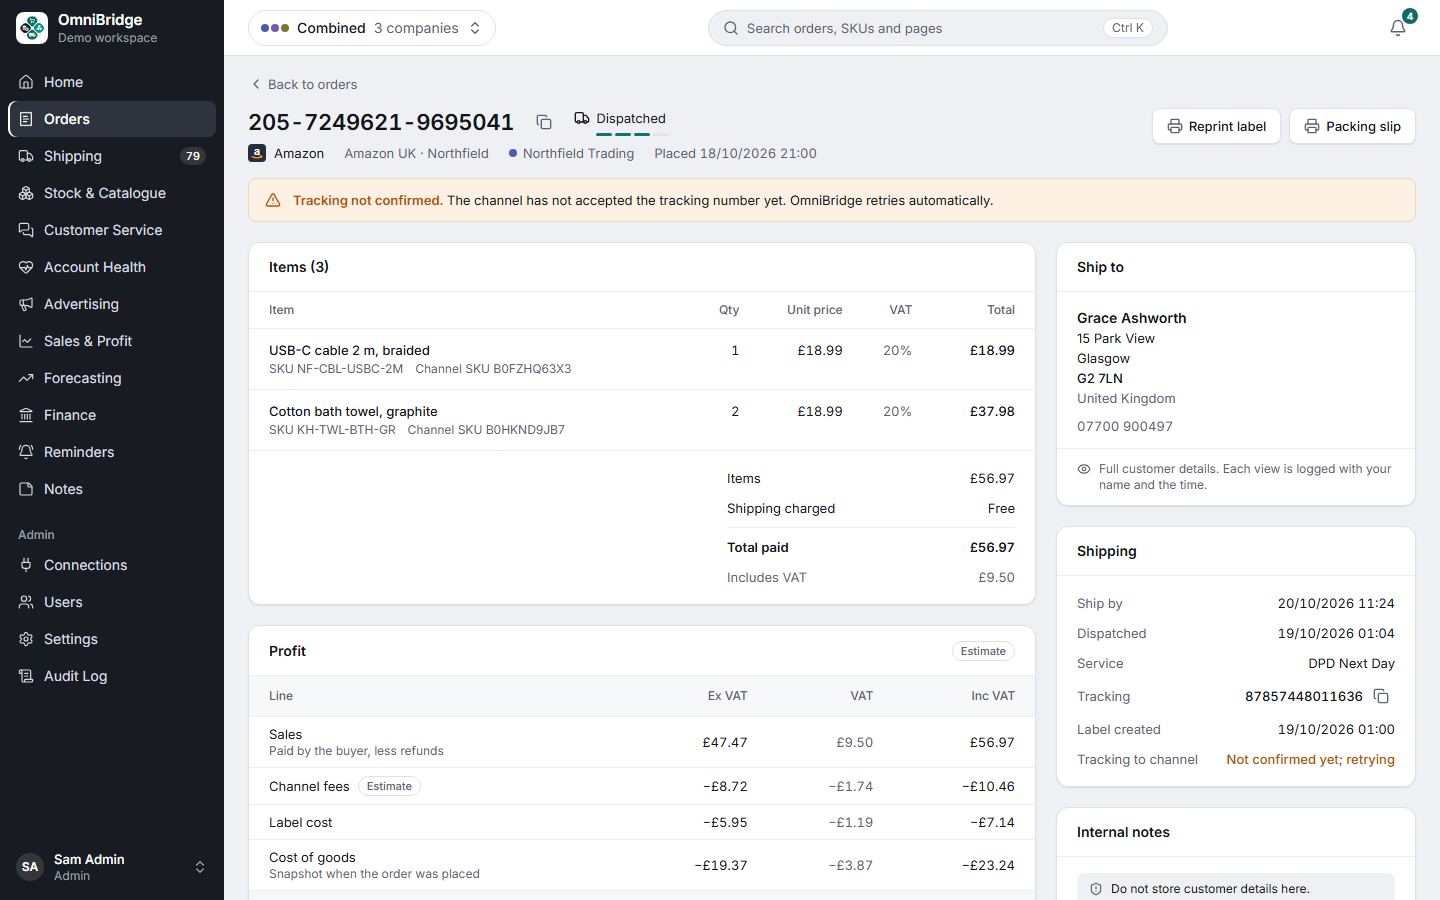 OmniBridge
Demo workspace
Home
Orders
Shipping 79
Stock & Catalogue
Customer Service
Account Health
Advertising
Sales & Profit
Forecasting
Finance
Reminders
Notes
Admin
Connections
Users
Settings
Audit Log
SA Sam Admin
Admin
Combined 3 companies
Search orders, SKUs and pages Ctrl K
4
Back to orders
205-7249621-9695041 Dispatched
Reprint label Packing slip
a Amazon Amazon UK · Northfield Northfield Trading Placed 18/10/2026 21:00
Tracking not confirmed. The channel has not accepted the tracking number yet. OmniBridge retries automatically.
Items (3)
Item Qty Unit price VAT Total
USB-C cable 2 m, braided 1 £18.99 20% £18.99
SKU NF-CBL-USBC-2M Channel SKU B0FZHQ63X3
Cotton bath towel, graphite 2 £18.99 20% £37.98
SKU KH-TWL-BTH-GR Channel SKU B0HKND9JB7
Items £56.97
Shipping charged Free
Total paid £56.97
Includes VAT £9.50
Profit Estimate
Line Ex VAT VAT Inc VAT
Sales £47.47 £9.50 £56.97
Paid by the buyer, less refunds
Channel fees Estimate −£8.72 −£1.74 −£10.46
Label cost −£5.95 −£1.19 −£7.14
Cost of goods −£19.37 −£3.87 −£23.24
Snapshot when the order was placed
Ship to
Grace Ashworth
15 Park View
Glasgow
G2 7LN
United Kingdom
07700 900497
Full customer details. Each view is logged with your
name and the time.
Shipping
Ship by 20/10/2026 11:24
Dispatched 19/10/2026 01:04
Service DPD Next Day
Tracking 87857448011636
Label created 19/10/2026 01:00
Tracking to channel Not confirmed yet; retrying
Internal notes
Do not store customer details here.